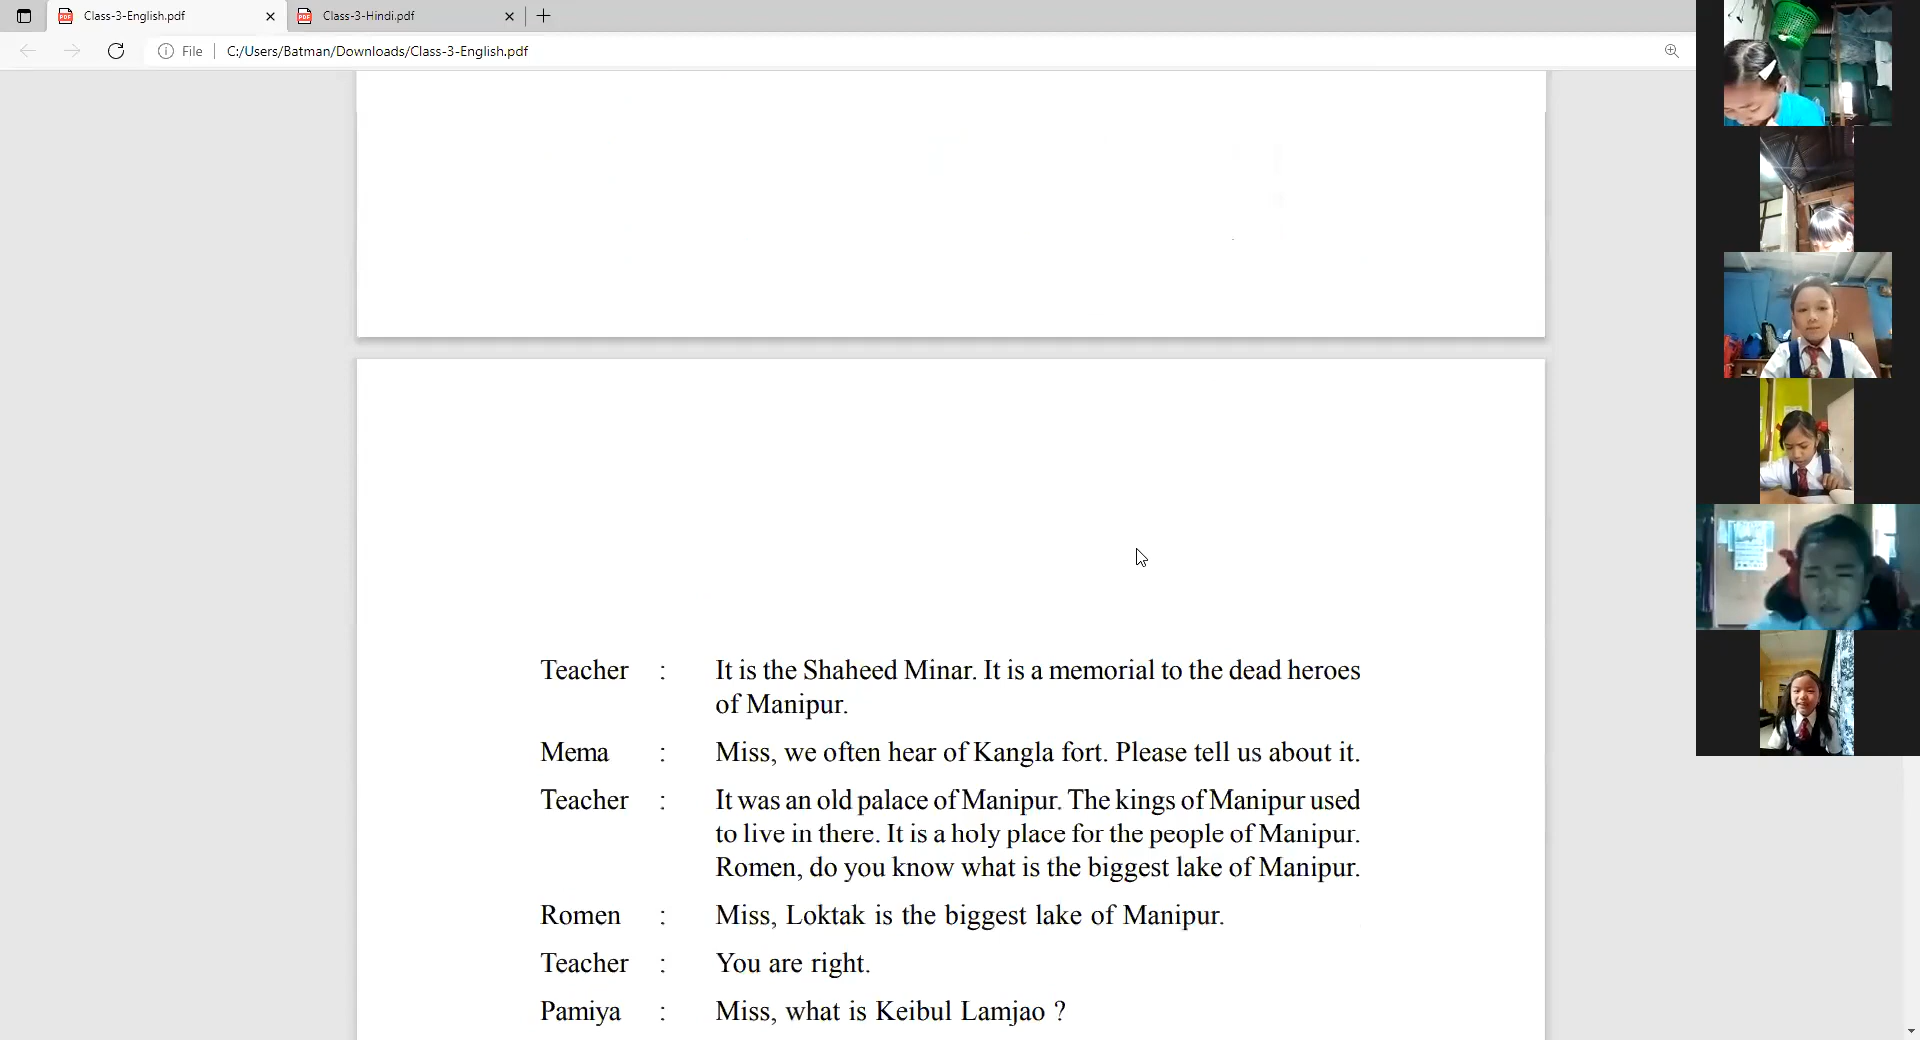 Class-3-English.pdf
Class-3-Hindi.pdf
File
C:/Users/Batman/Downloads/Class-3-English.pdf
Teacher : It is the Shaheed Minar. It is a memorial to the dead heroes
of Manipur.
Mema : Miss, we often hear of Kangla fort. Please tell us about it.
Teacher : It was an old palace of Manipur. The kings of Manipur used
to live in there. It is a holy place for the people of Manipur.
Romen, do you know what is the biggest lake of Manipur.
Romen : Miss, Loktak is the biggest lake of Manipur.
Teacher : You are right.
Pamiya : Miss, what is Keibul Lamjao ?